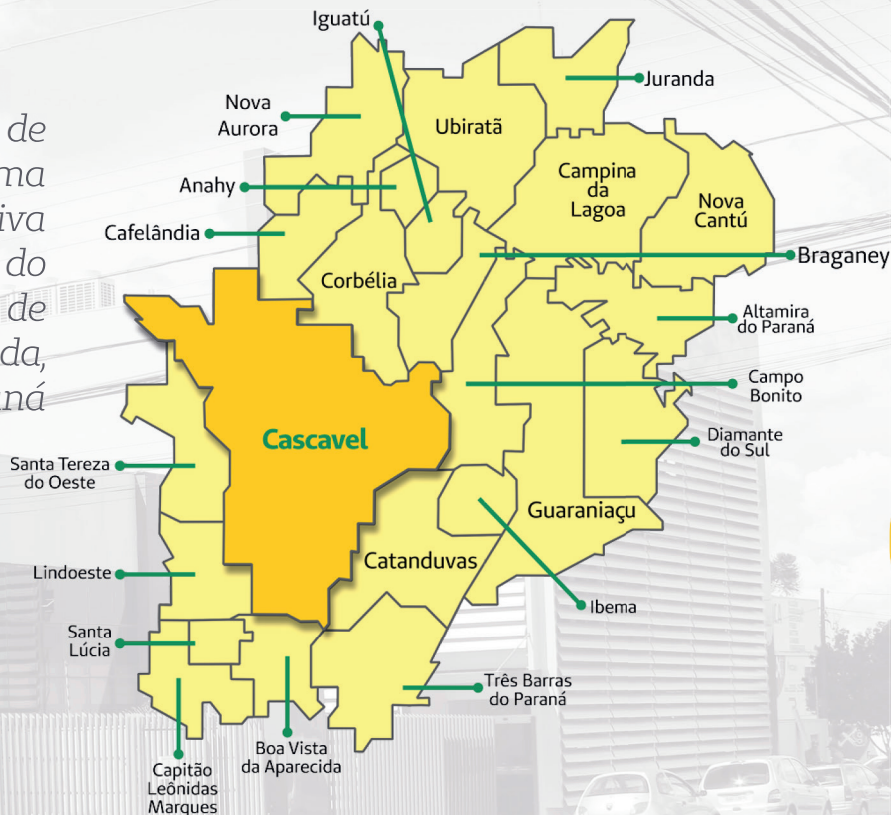 de
ma
iva
do
de
da,
ná
Iguatú
Juranda
Nova
Aurora
Ubiratã
Anahy
Campina
da
Lagoa
Nova
Cantú
Cafelândia
Braganey
Corbélia
Altamira
do Paraná
Campo
Bonito
Cascavel
Diamante
do Sul
Santa Tereza
do Oeste
Guaraniaçu
Catanduvas
Lindoeste
Ibema
Santa
Lúcia
Três Barras
do Paraná
Boa Vista
da Aparecida
Capitão
Leônidas
Marques